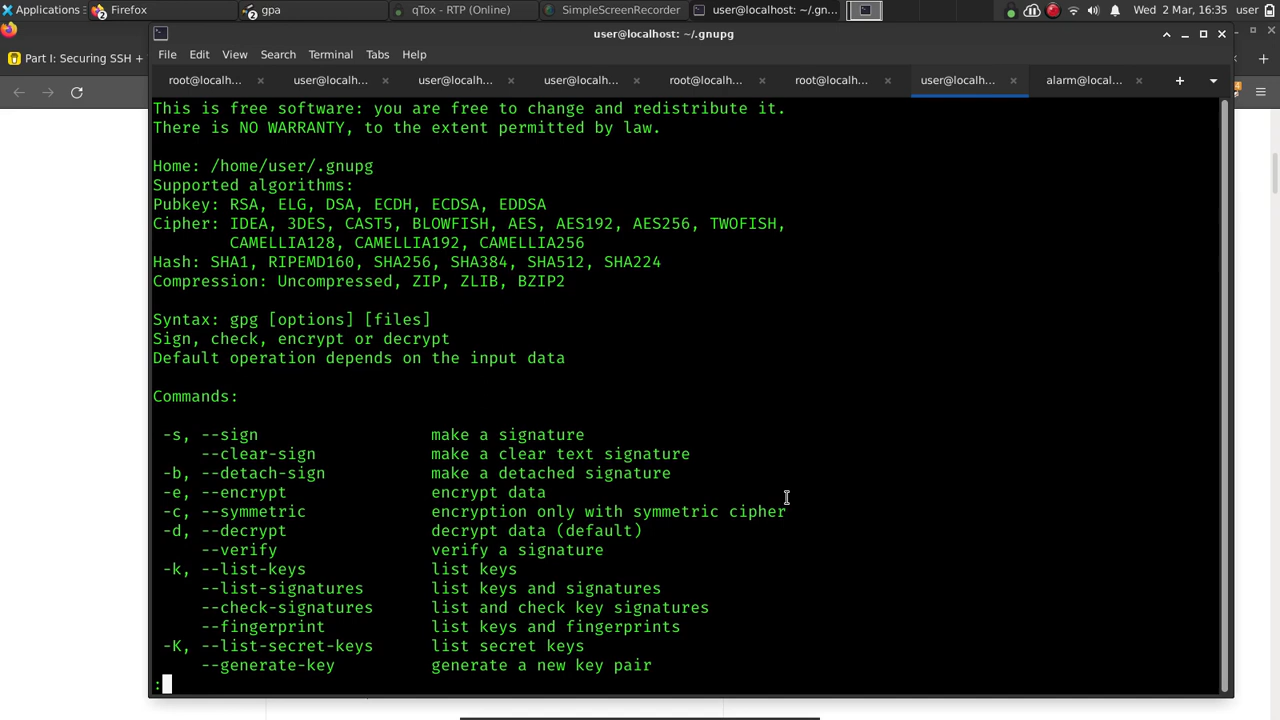 Applications
Firefox
2
gpa
2
qTox - RTP (Online)
SimpleScreenRecorder
user@localhost: ~/.gn...
Wed 2 Mar, 16:35
user
user@localhost: ~/.gnupg
Part I: Securing SSH +
File Edit View Search Terminal Tabs Help
root@localh... user@localh... user@localh... user@localh... root@localh... root@localh... user@localh... alarm@local...
This is free software: you are free to change and redistribute it.
There is NO WARRANTY, to the extent permitted by law.
Home: /home/user/.gnupg
Supported algorithms:
Pubkey: RSA, ELG, DSA, ECDH, ECDSA, EDDSA
Cipher: IDEA, 3DES, CAST5, BLOWFISH, AES, AES192, AES256, TWOFISH,
CAMELLIA128, CAMELLIA192, CAMELLIA256
Hash: SHA1, RIPEMD160, SHA256, SHA384, SHA512, SHA224
Compression: Uncompressed, ZIP, ZLIB, BZIP2
Syntax: gpg [options] [files]
Sign, check, encrypt or decrypt
Default operation depends on the input data
Commands:
-s, --sign make a signature
--clear-sign make a clear text signature
-b, --detach-sign make a detached signature
-e, --encrypt encrypt data
-c, --symmetric encryption only with symmetric cipher
-d, --decrypt decrypt data (default)
--verify verify a signature
-k, --list-keys list keys
--list-signatures list keys and signatures
--check-signatures list and check key signatures
--fingerprint list keys and fingerprints
-K, --list-secret-keys list secret keys
--generate-key generate a new key pair
: